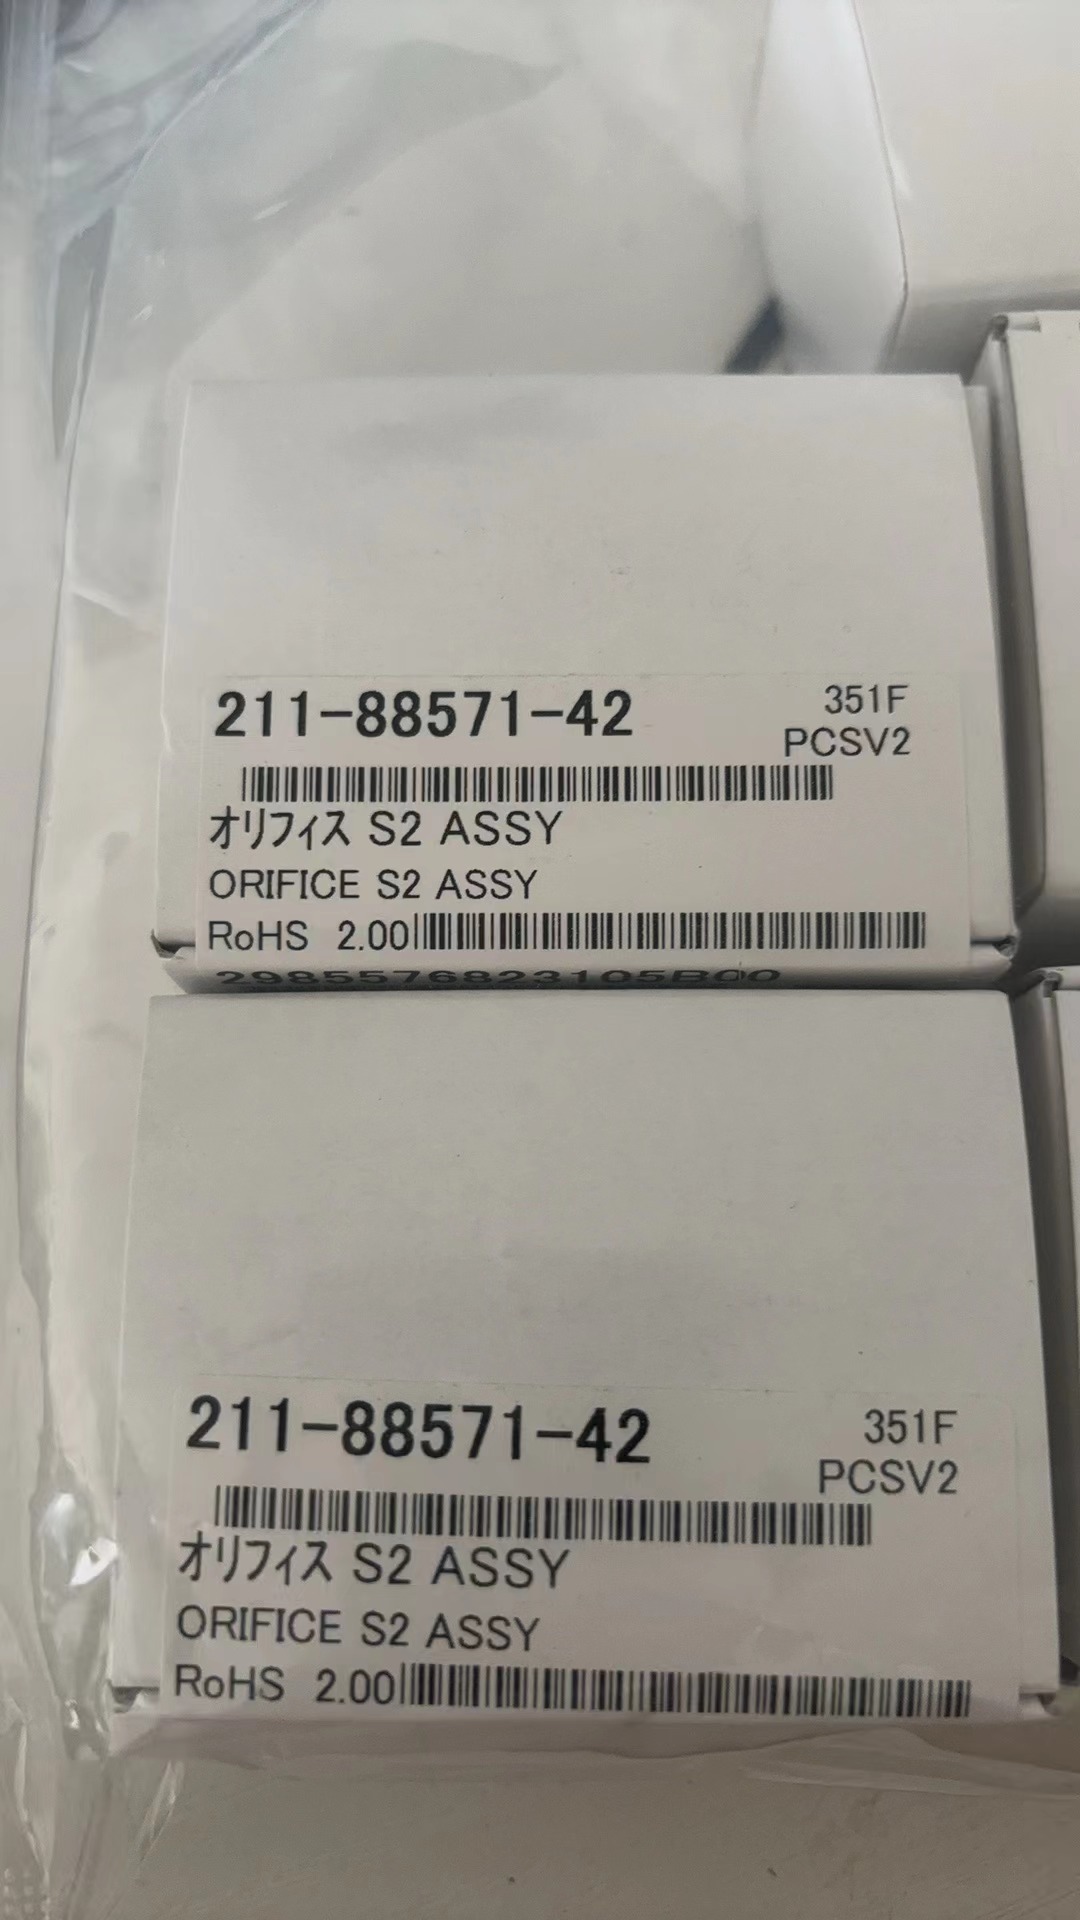 211-88571-42
351F
PCSV2
オリフィス S2 ASSY
ORIFICE S2 ASSY
RoHS 2.00
2985576823105B00
211-88571-42
351F
PCSV2
オリフィス S2 ASSY
ORIFICE S2 ASSY
RoHS 2.00